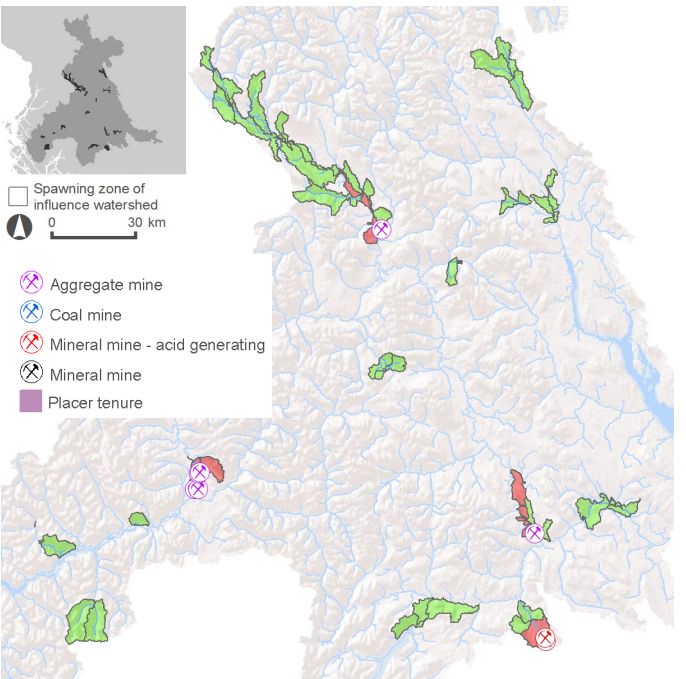 Spawning zone of
influence watershed
0 30 km
Aggregate mine
Coal mine
Mineral mine - acid generating
Mineral mine
Placer tenure